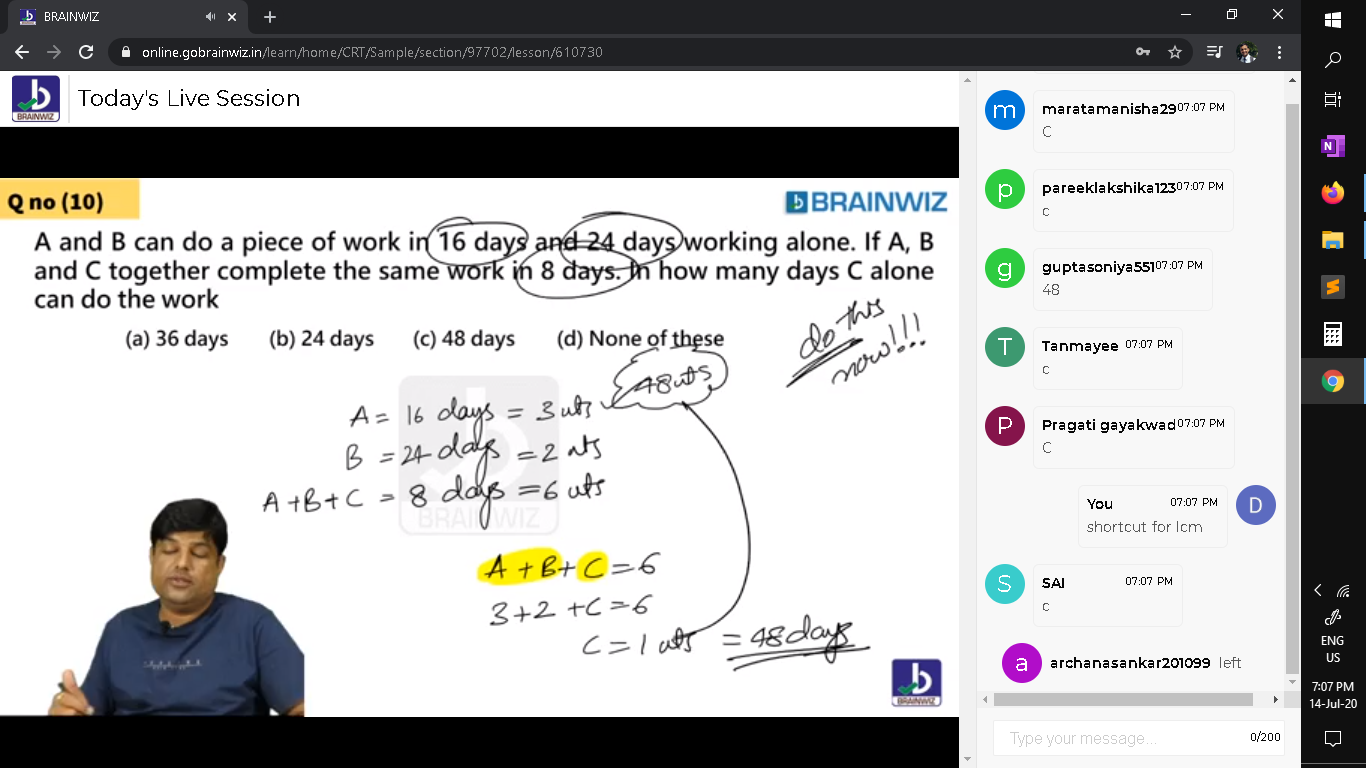 BRAINWIZ
online.gobrainwiz.in/learn/home/CRT/Sample/section/97702/lesson/610730
BRAINWIZ
Today's Live Session
Q no (10)
BRAINWIZ
A and B can do a piece of work in 16 days and 24 days working alone. If A, B
and C together complete the same work in 8 days. In how many days C alone
can do the work
(a) 36 days (b) 24 days (c) 48 days (d) None of these
do this
now!!!
48 uts
A = 16 days = 3 uts
B = 24 days = 2 uts
A+B+C = 8 days = 6 uts
BRAINWIZ
A+B+C=6
3+2+C=6
C=1 uts = 48 days
BRAINWIZ
m
maratamanisha29 07:07 PM
C
p
pareeklakshika123 07:07 PM
c
g
guptasoniya551 07:07 PM
48
T
Tanmayee 07:07 PM
c
P
Pragati gayakwad 07:07 PM
C
You 07:07 PM
D
shortcut for lcm
S
SAI 07:07 PM
c
a
archanasankar201099 left
Type your message... 0/200
N
S
ENG
US
7:07 PM
14-Jul-20